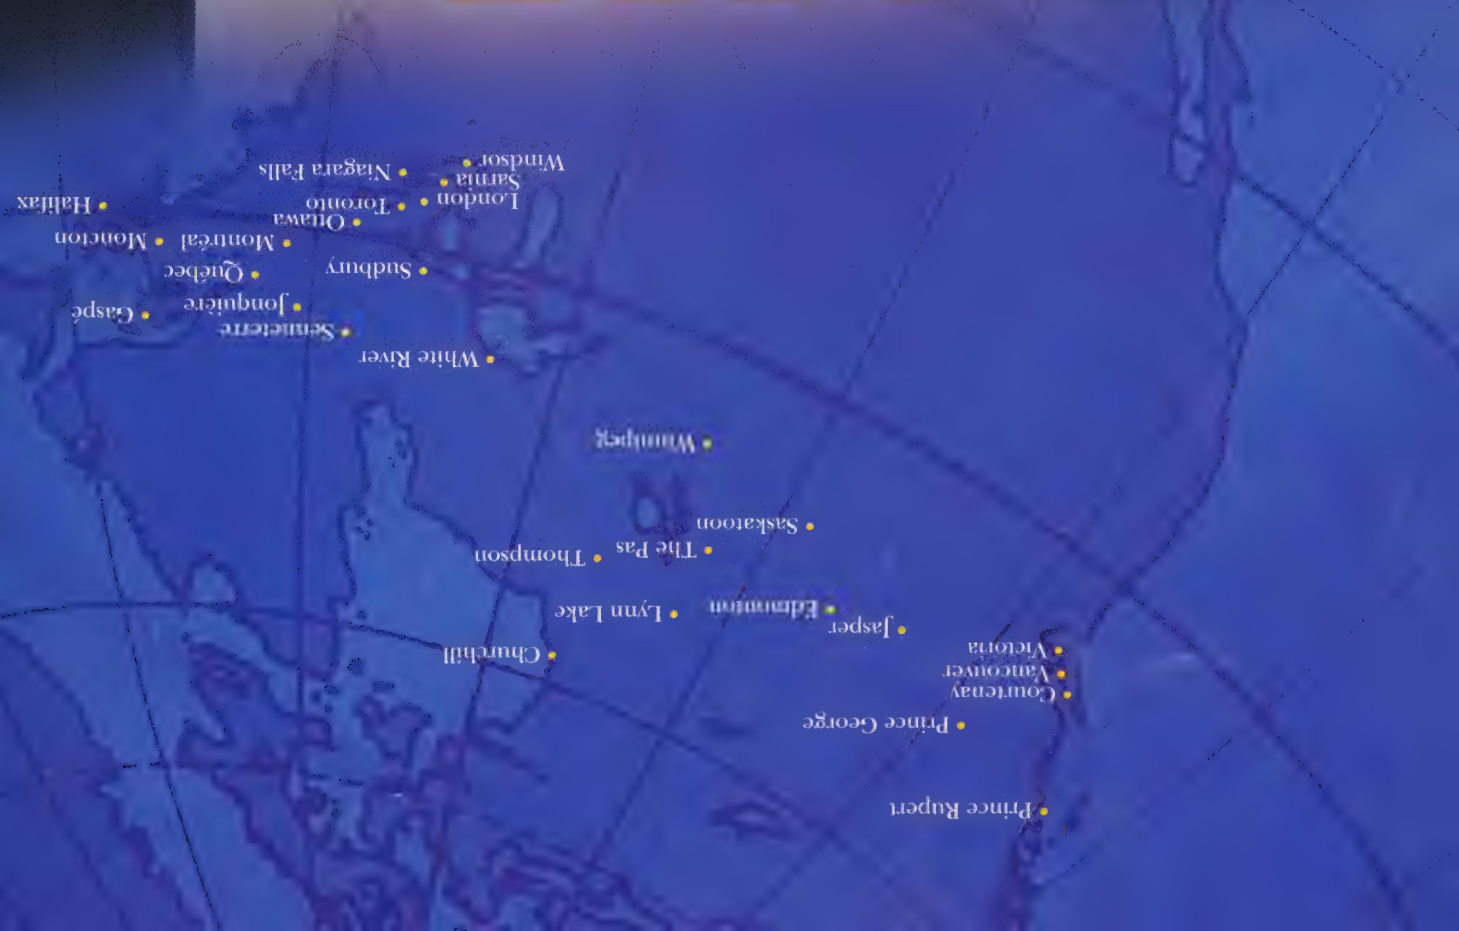 Prince Rupert
Prince George
Courtenay
Vancouver
Victoria
Churchill
Jasper
Lynn Lake
Edmonton
Thompson
The Pas
Saskatoon
Winnipeg
White River
Senneterre
Gaspé
Jonquière
Québec
Sudbury
Moncton
Montréal
Ottawa
Halifax
Toronto
London
Sarnia
Niagara Falls
Windsor